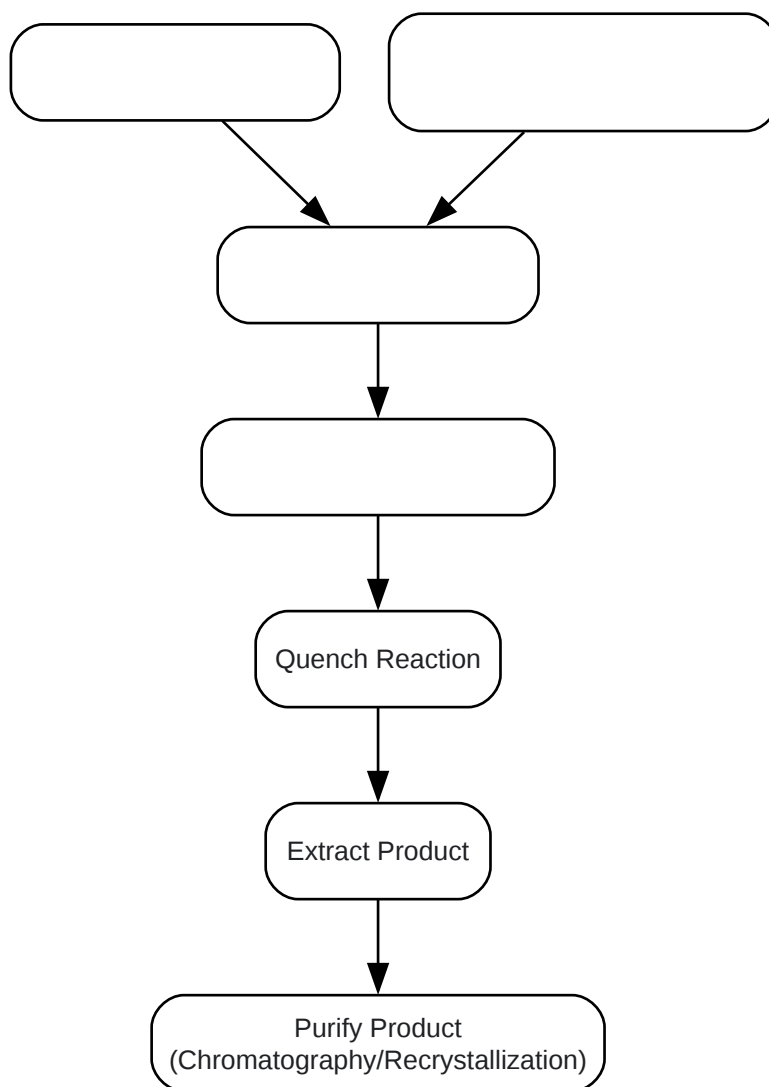 Quench Reaction
Extract Product
Purify Product
(Chromatography/Recrystallization)